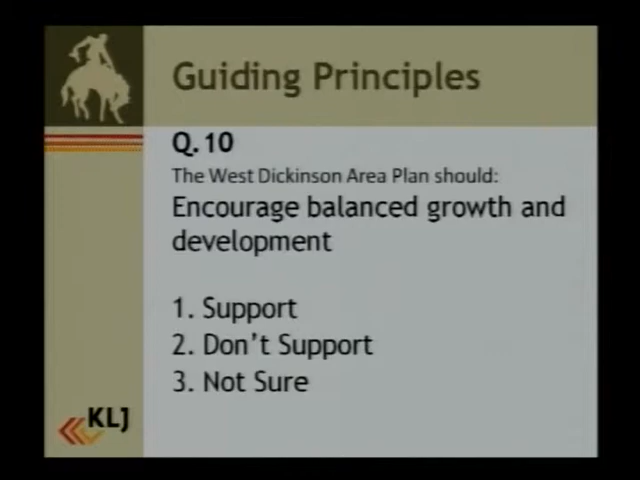 Guiding Principles
Q.10
The West Dickinson Area Plan should:
Encourage balanced growth and
development
1. Support
2. Don't Support
3. Not Sure
KLJ